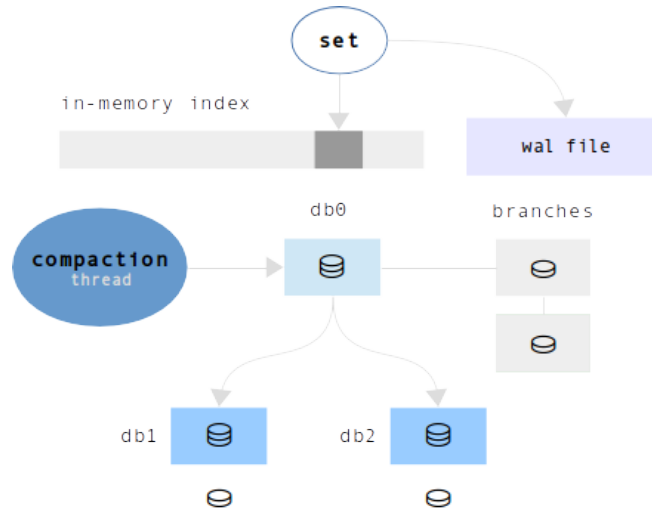 set
in-memory index
wal file
db0
branches
compaction
thread
db1
db2